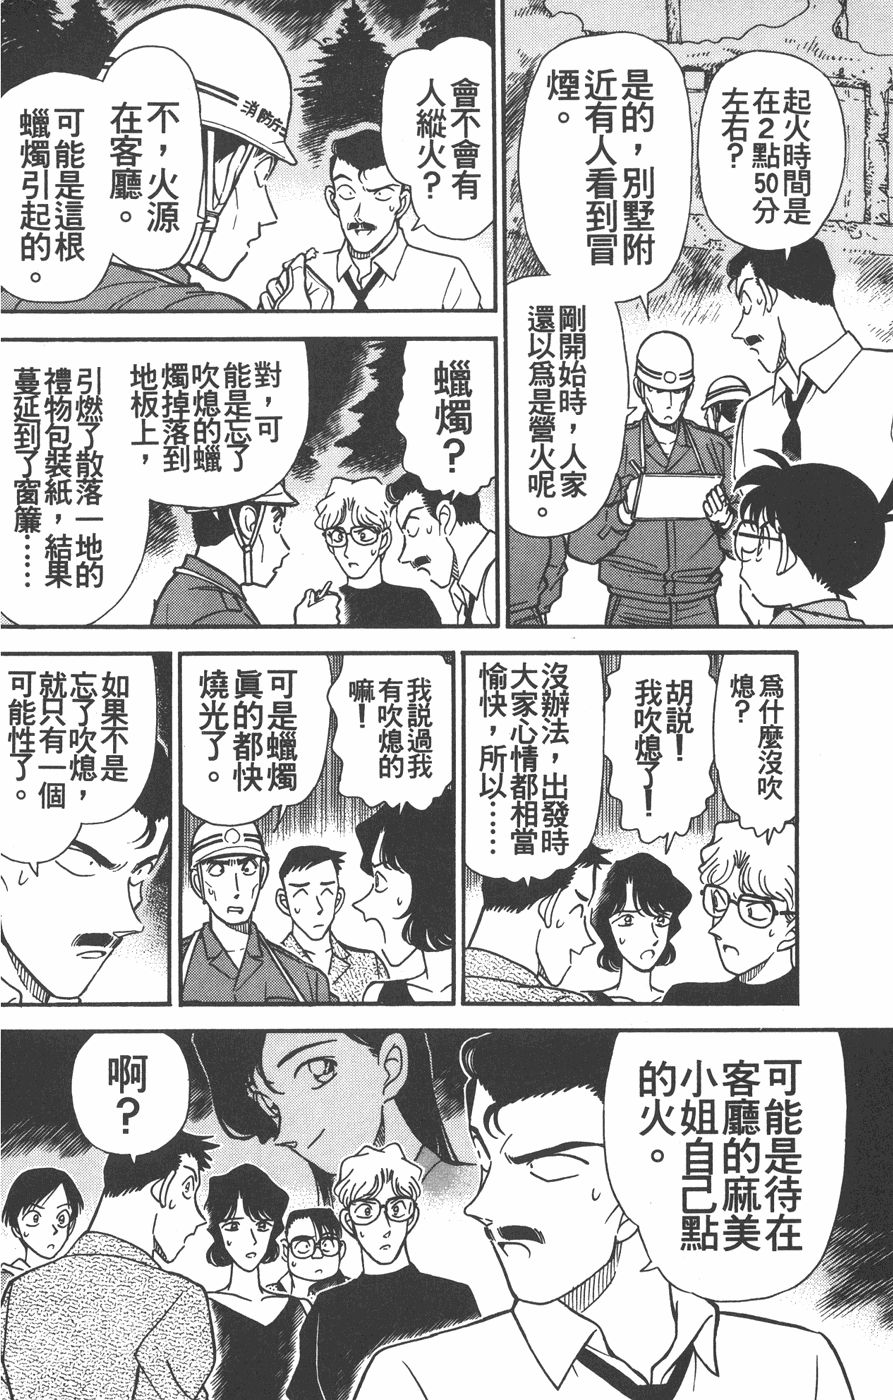 起火時間是
在2點50分
左右？
是的，別墅附
近有人看到冒
煙。
剛開始時，人家
還以為是營火呢。
會不會有
人縱火？
消防庁
不，火源
在客廳。
可能是這根
蠟燭引起的。
蠟燭？
對，可
能是忘了
吹熄的蠟
燭掉落到
地板上，
引燃了散落一地的
禮物包裝紙，結果
蔓延到了窗簾……
為什麼沒吹
熄？
胡說！
我吹熄了！
沒辦法，出發時
大家心情都相當
愉快，所以……
我說過我
有吹熄的
嘛！
可是蠟燭
真的都快
燒光了。
如果不是
忘了吹熄，
就只有一個
可能性了。
可能是待在
客廳的麻美
小姐自己點
的火。
啊？